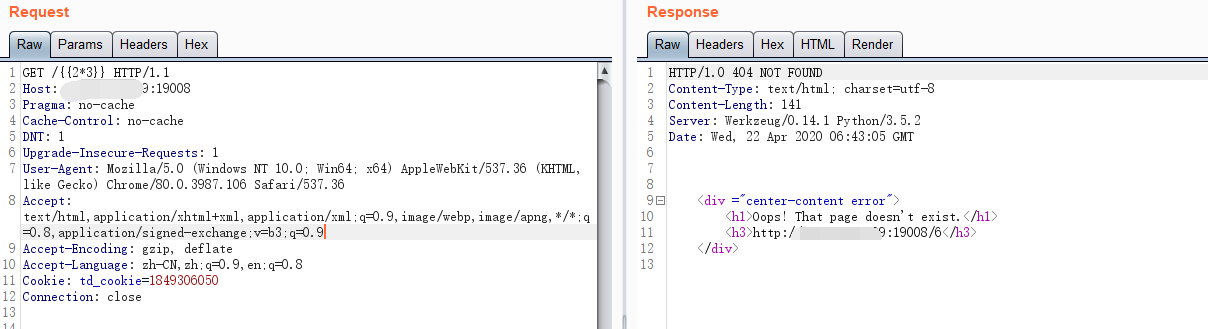 Request
Raw Params Headers Hex
1 GET /{{2*3}} HTTP/1.1
2 Host: 9:19008
3 Pragma: no-cache
4 Cache-Control: no-cache
5 DNT: 1
6 Upgrade-Insecure-Requests: 1
7 User-Agent: Mozilla/5.0 (Windows NT 10.0; Win64; x64) AppleWebKit/537.36 (KHTML,
like Gecko) Chrome/80.0.3987.106 Safari/537.36
8 Accept:
text/html,application/xhtml+xml,application/xml;q=0.9,image/webp,image/apng,*/*;q
=0.8,application/signed-exchange;v=b3;q=0.9
9 Accept-Encoding: gzip, deflate
10 Accept-Language: zh-CN,zh;q=0.9,en;q=0.8
11 Cookie: td_cookie=1849306050
12 Connection: close
13
14
Response
Raw Headers Hex HTML Render
1 HTTP/1.0 404 NOT FOUND
2 Content-Type: text/html; charset=utf-8
3 Content-Length: 141
4 Server: Werkzeug/0.14.1 Python/3.5.2
5 Date: Wed, 22 Apr 2020 06:43:05 GMT
6
7
8
9 <div ="center-content error">
10 <h1>Oops! That page doesn't exist.</h1>
11 <h3>http:/ 9:19008/6</h3>
12 </div>
13